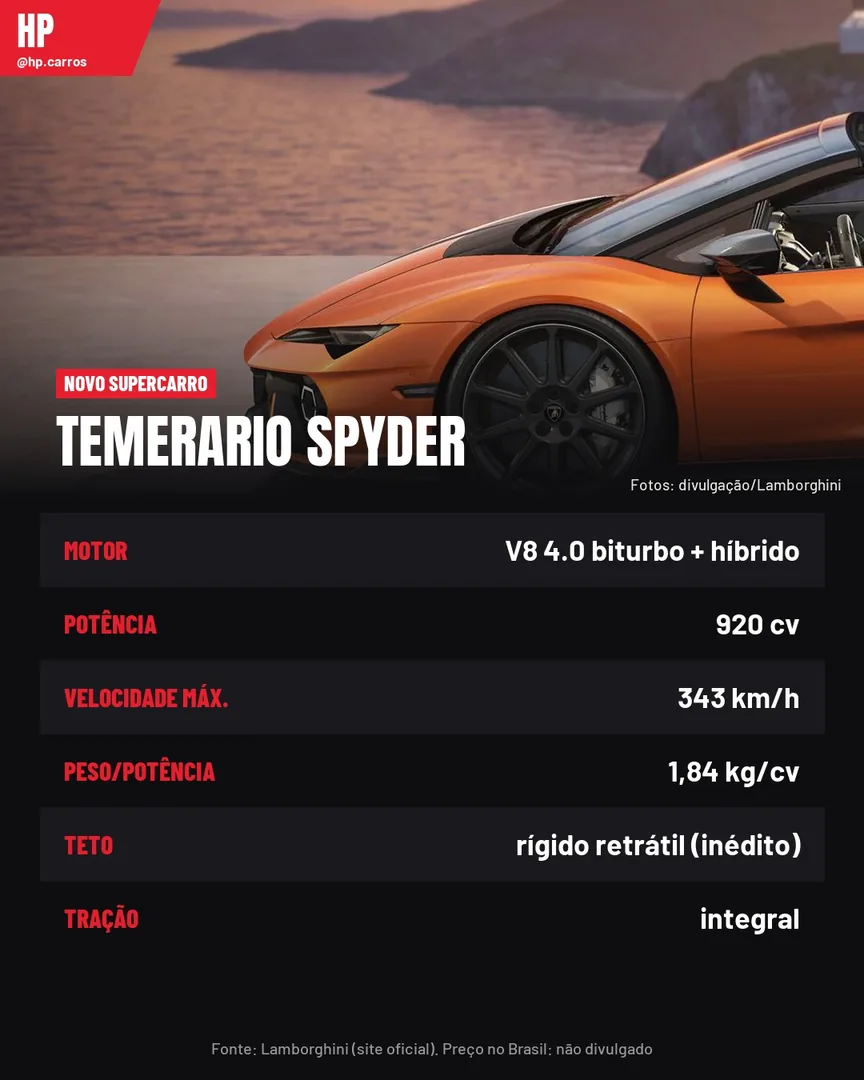 HP
@hp.carros
NOVO SUPERCARRO
TEMERARIO SPYDER
Fotos: divulgação/Lamborghini
MOTOR V8 4.0 biturbo + híbrido
POTÊNCIA 920 cv
VELOCIDADE MÁX. 343 km/h
PESO/POTÊNCIA 1,84 kg/cv
TETO rígido retrátil (inédito)
TRAÇÃO integral
Fonte: Lamborghini (site oficial). Preço no Brasil: não divulgado